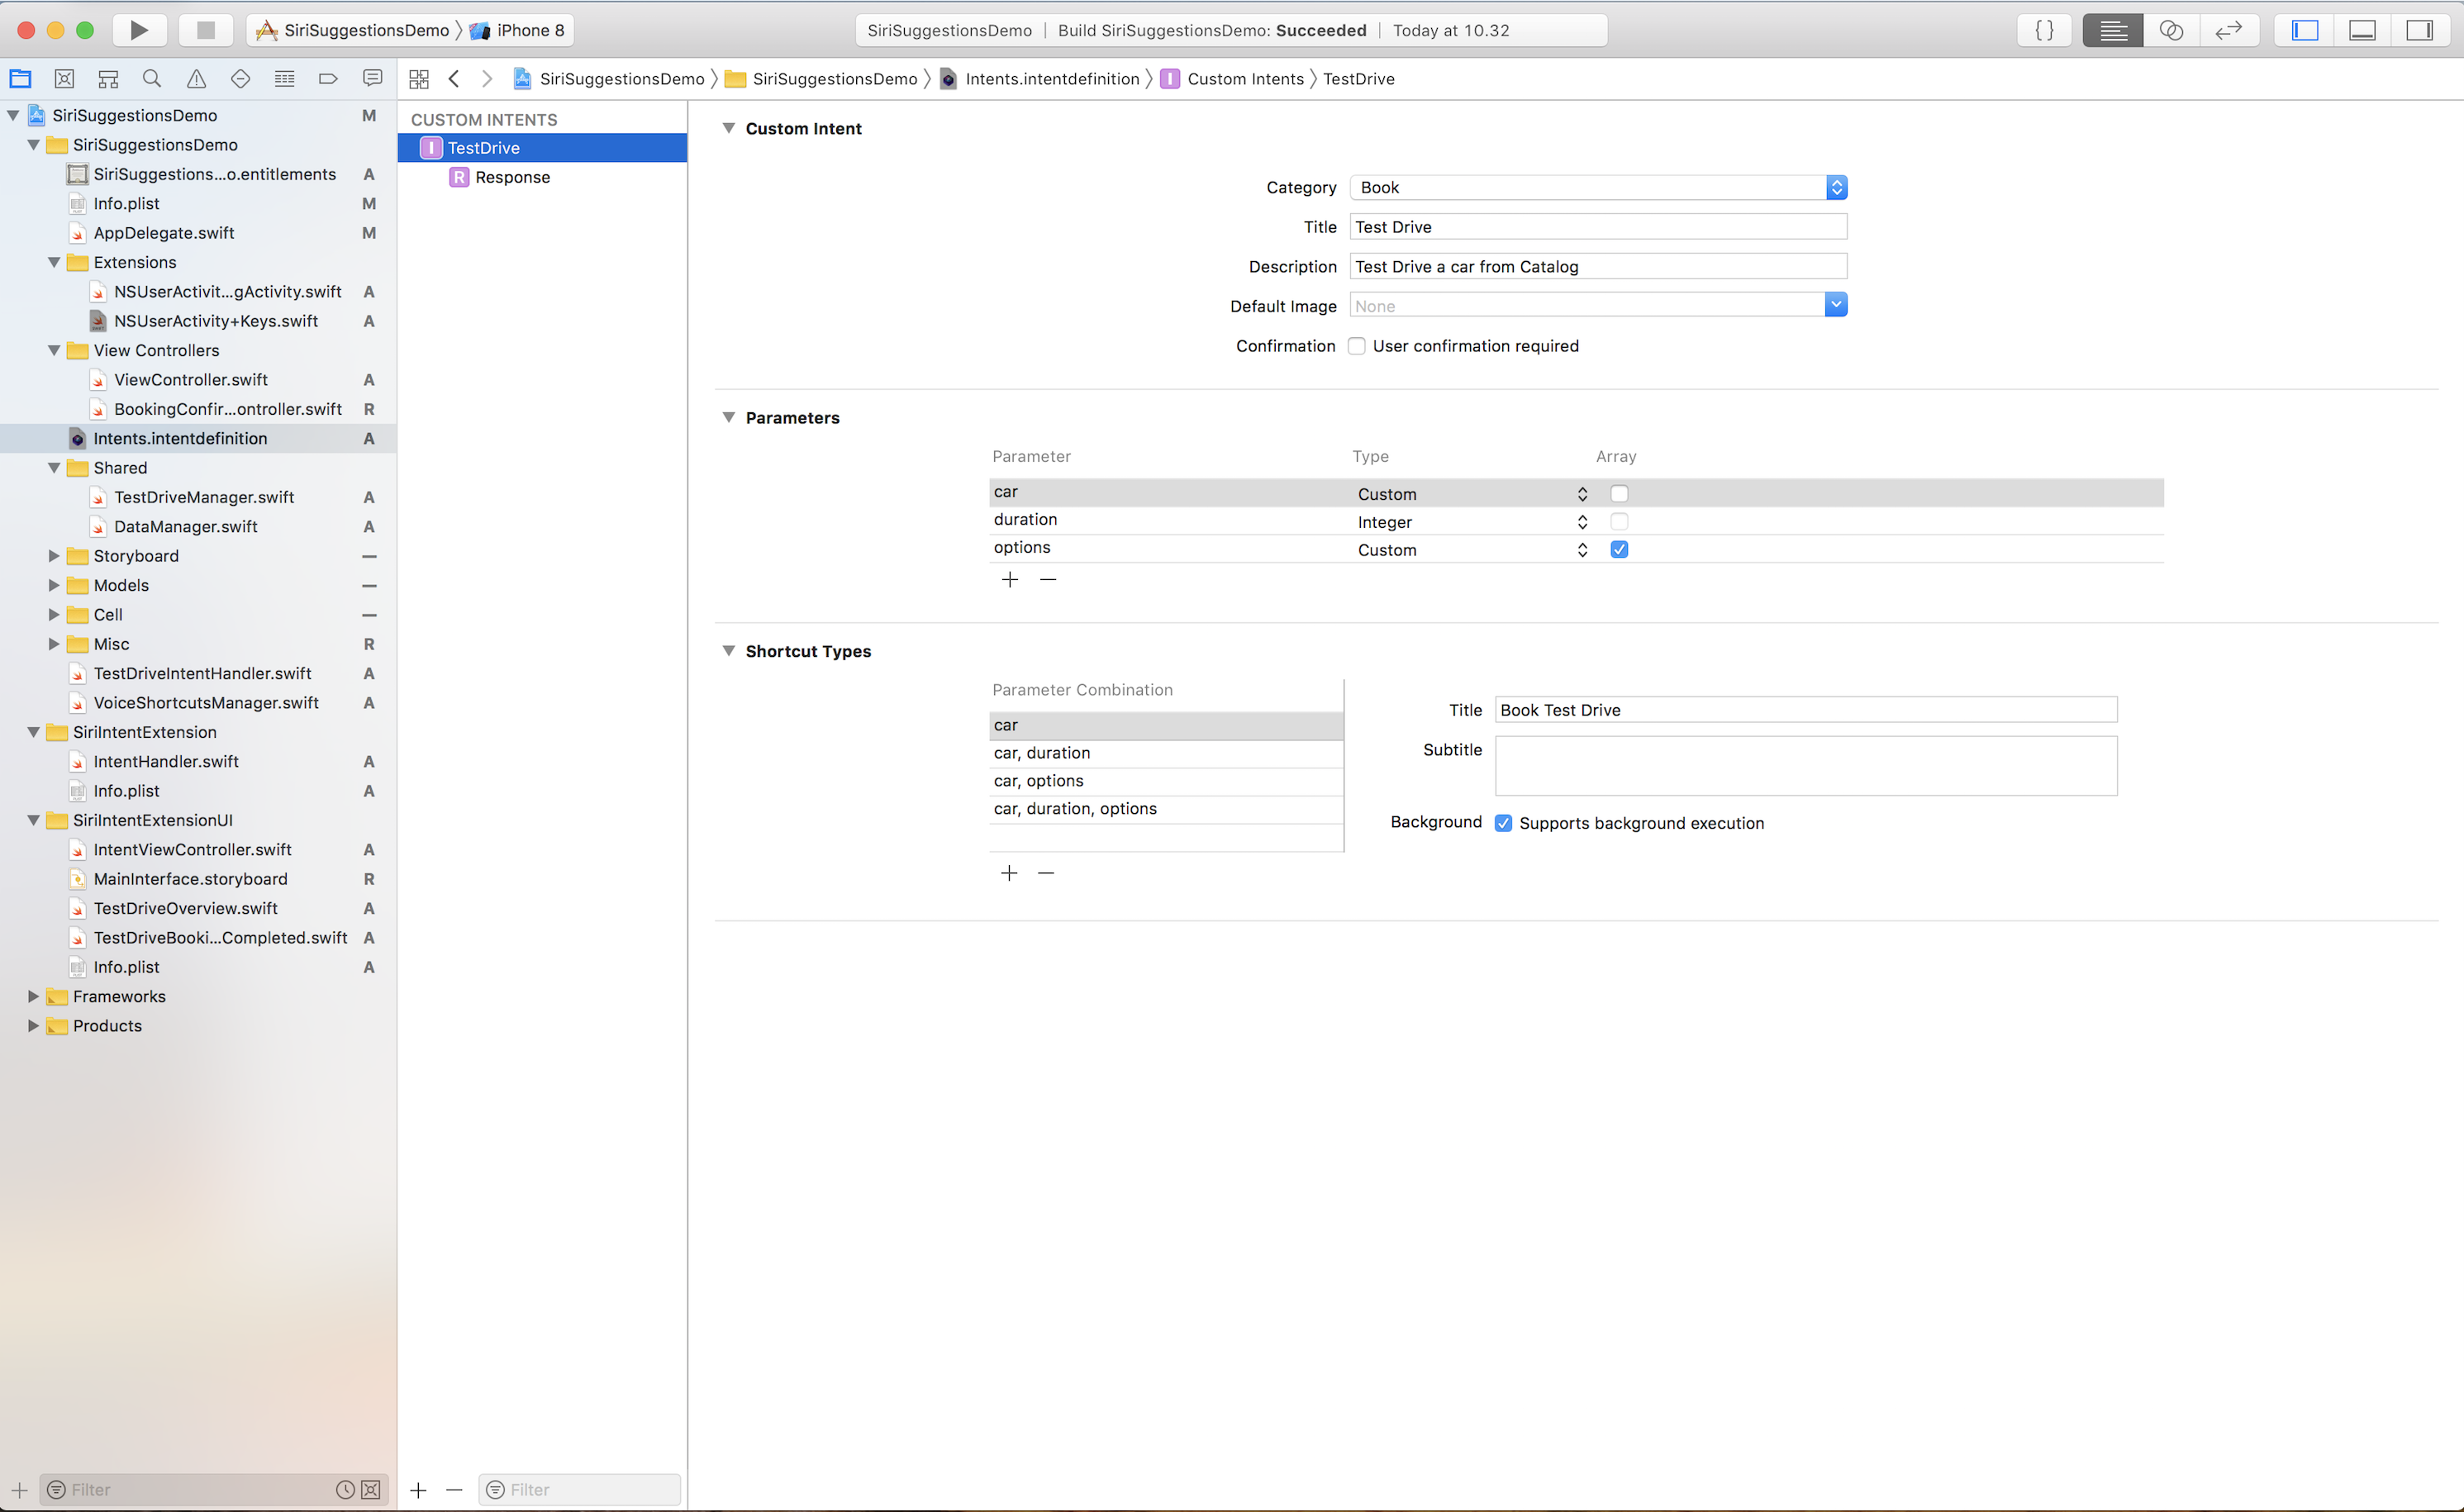 SiriSuggestionsDemo iPhone 8
SiriSuggestionsDemo | Build SiriSuggestionsDemo: Succeeded | Today at 10.32
{ }
SiriSuggestionsDemo SiriSuggestionsDemo Intents.intentdefinition I Custom Intents TestDrive
SiriSuggestionsDemo M
SiriSuggestionsDemo
SiriSuggestions...o.entitlements A
Info.plist M
AppDelegate.swift M
Extensions
NSUserActivit...gActivity.swift A
NSUserActivity+Keys.swift A
View Controllers
ViewController.swift A
BookingConfir...ontroller.swift R
Intents.intentdefinition A
Shared
TestDriveManager.swift A
DataManager.swift A
Storyboard —
Models —
Cell —
Misc R
TestDriveIntentHandler.swift A
VoiceShortcutsManager.swift A
SiriIntentExtension
IntentHandler.swift A
Info.plist A
SiriIntentExtensionUI
IntentViewController.swift A
MainInterface.storyboard R
TestDriveOverview.swift A
TestDriveBooki...Completed.swift A
Info.plist A
Frameworks
Products
Filter
CUSTOM INTENTS
I TestDrive
R Response
Filter
Custom Intent
Category Book
Title Test Drive
Description Test Drive a car from Catalog
Default Image None
Confirmation User confirmation required
Parameters
Parameter Type Array
car Custom
duration Integer
options Custom
Shortcut Types
Parameter Combination
car
car, duration
car, options
car, duration, options
Title Book Test Drive
Subtitle
Background Supports background execution